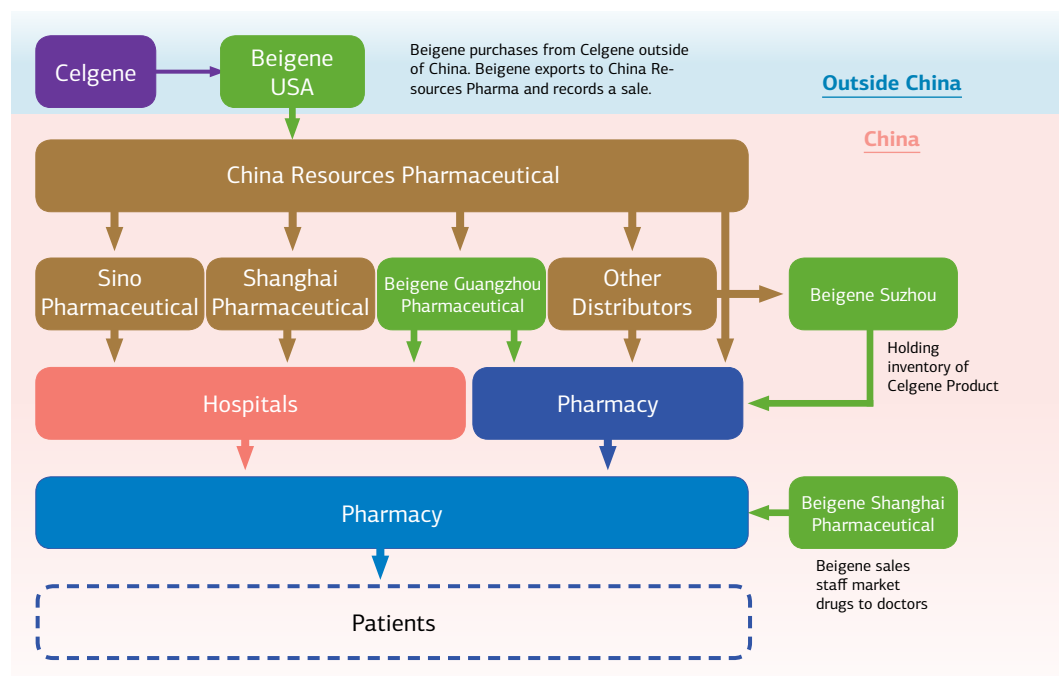 Celgene
Beigene
USA
Beigene purchases from Celgene outside
of China. Beigene exports to China Re-
sources Pharma and records a sale.
Outside China
China
China Resources Pharmaceutical
Sino
Pharmaceutical
Shanghai
Pharmaceutical
Beigene Guangzhou
Pharmaceutical
Other
Distributors
Beigene Suzhou
Holding
inventory of
Celgene Product
Hospitals
Pharmacy
Pharmacy
Beigene Shanghai
Pharmaceutical
Beigene sales
staff market
drugs to doctors
Patients